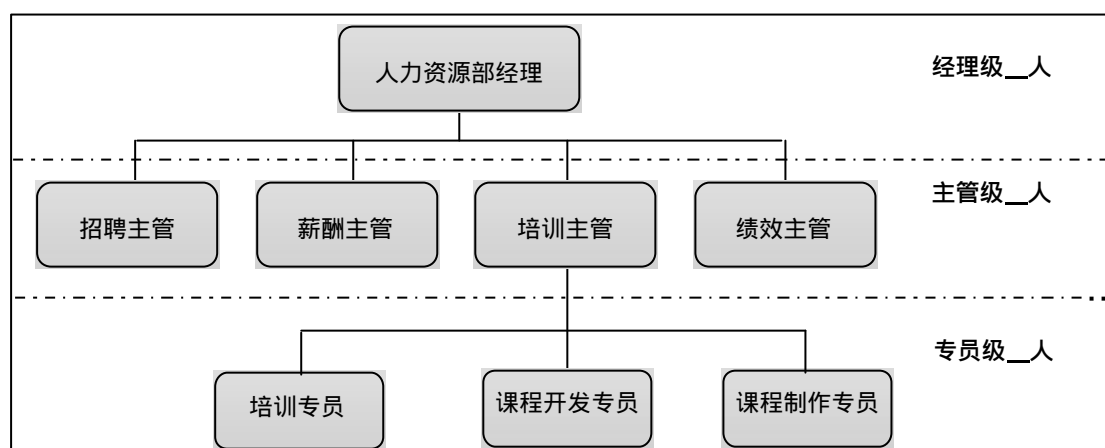 人力资源部经理
经理级__人
招聘主管
薪酬主管
培训主管
绩效主管
主管级__人
培训专员
课程开发专员
课程制作专员
专员级__人